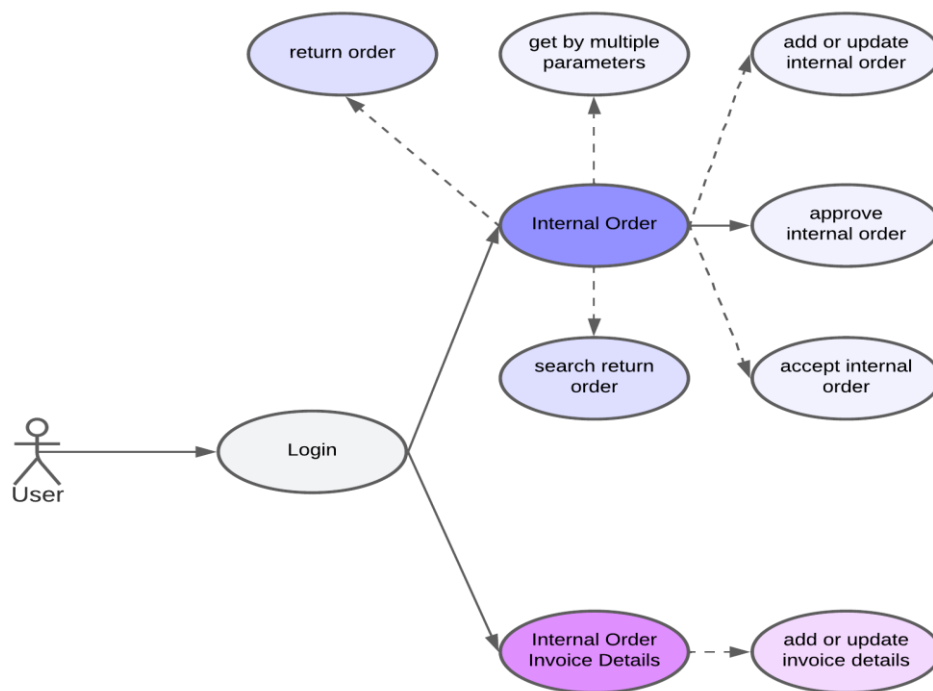 return order
get by multiple
parameters
add or update
internal order
Internal Order
approve
internal order
search return
order
accept internal
order
Login
User
Internal Order
Invoice Details
add or update
invoice details